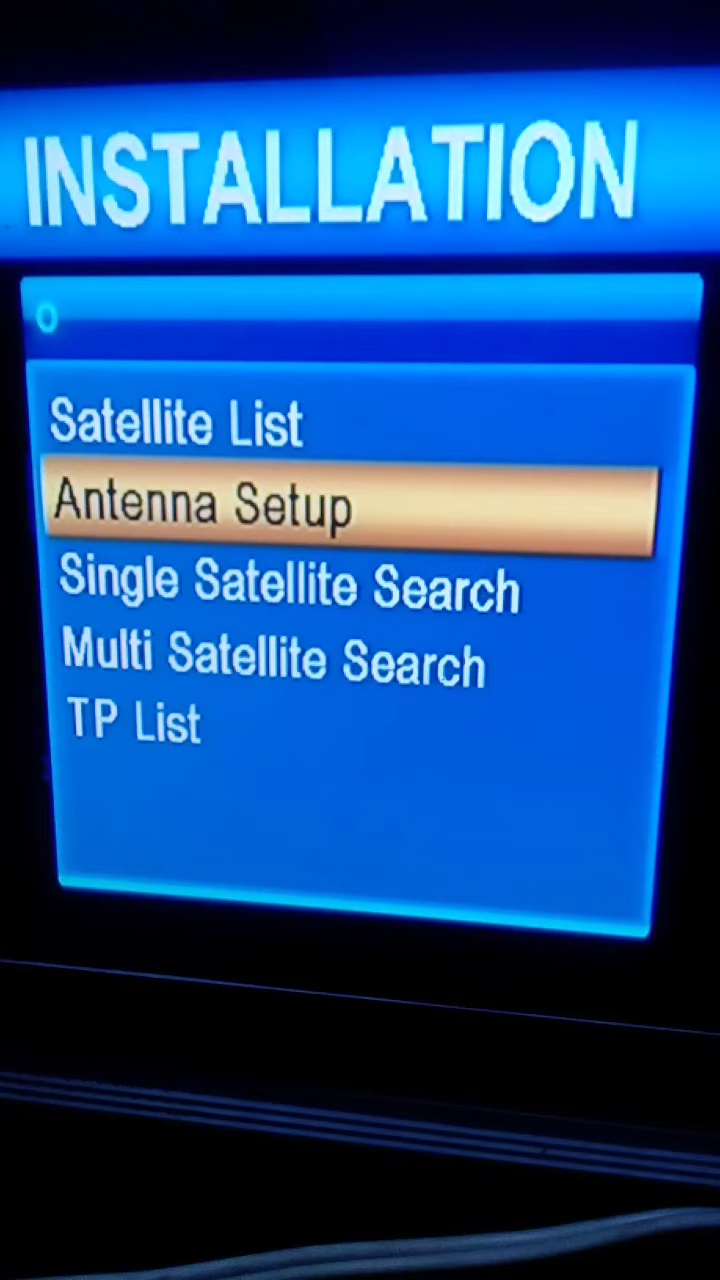 INSTALLATION
Satellite List
Antenna Setup
Single Satellite Search
Multi Satellite Search
TP List